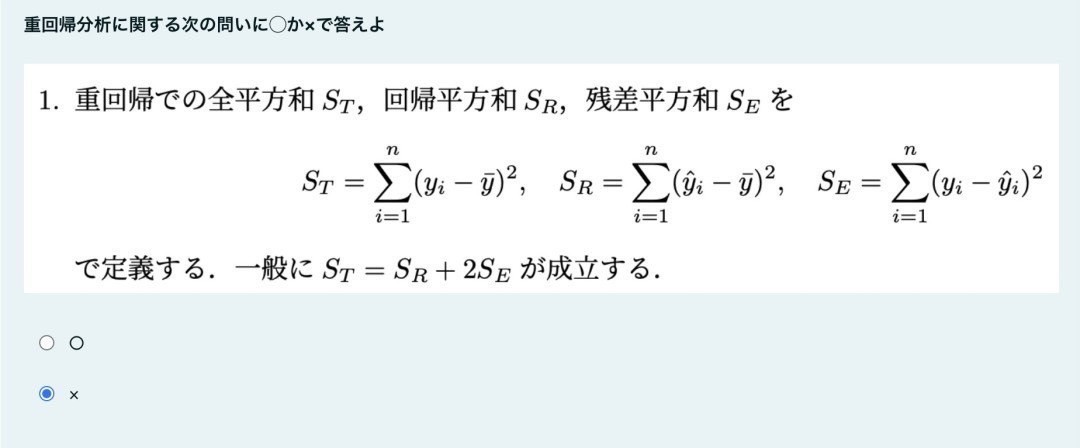 重回帰分析に関する次の問いに◯か×で答えよ
1. 重回帰での全平方和 S_T，回帰平方和 S_R，残差平方和 S_E を
S_T = \sum_{i=1}^{n}(y_i − \bar{y})^2,　S_R = \sum_{i=1}^{n}(\hat{y}_i − \bar{y})^2,　S_E = \sum_{i=1}^{n}(y_i − \hat{y}_i)^2
で定義する．一般に S_T = S_R + 2S_E が成立する．
○
×